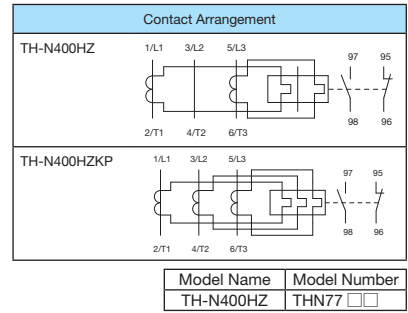 Contact Arrangement
TH-N400HZ
1/L1 3/L2 5/L3
97 95
98 96
2/T1 4/T2 6/T3
TH-N400HZKP
1/L1 3/L2 5/L3
97 95
98 96
2/T1 4/T2 6/T3
Model Name Model Number
TH-N400HZ THN77 □□